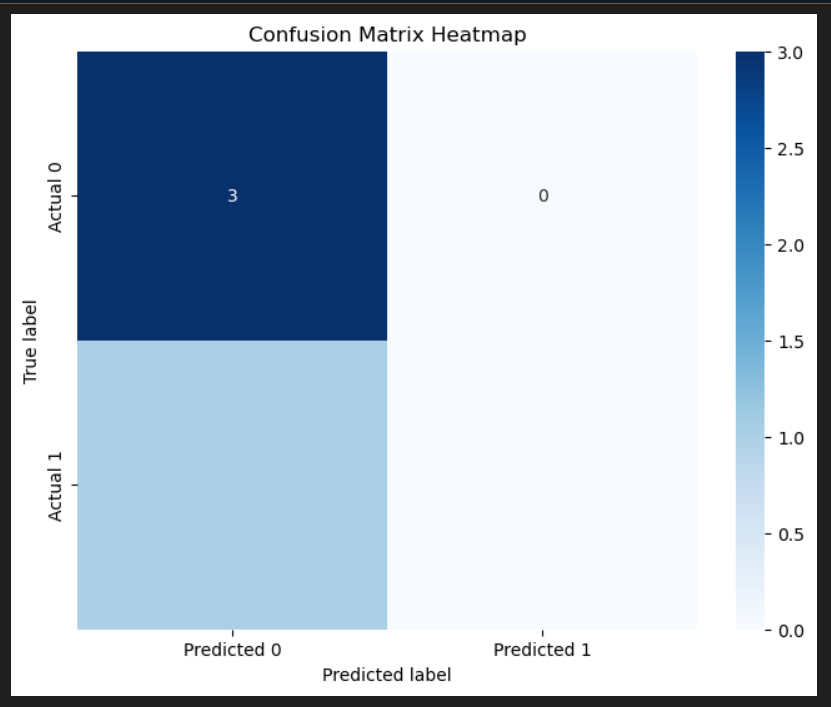 Confusion Matrix Heatmap
True label
Actual 0
Actual 1
3 0
Predicted 0 Predicted 1
Predicted label
3.0
2.5
2.0
1.5
1.0
0.5
0.0